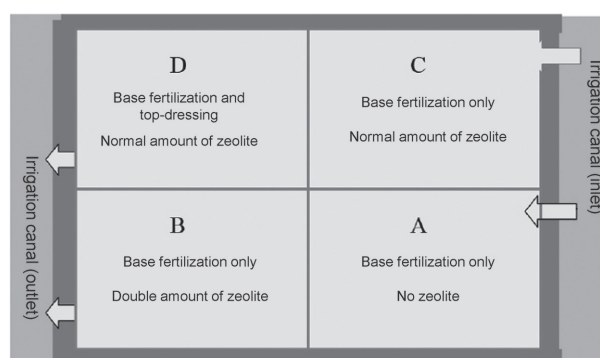 D
Base fertilization and
top-dressing
Normal amount of zeolite
C
Base fertilization only
Normal amount of zeolite
B
Base fertilization only
Double amount of zeolite
A
Base fertilization only
No zeolite
Irrigation canal (outlet)
Irrigation canal (inlet)